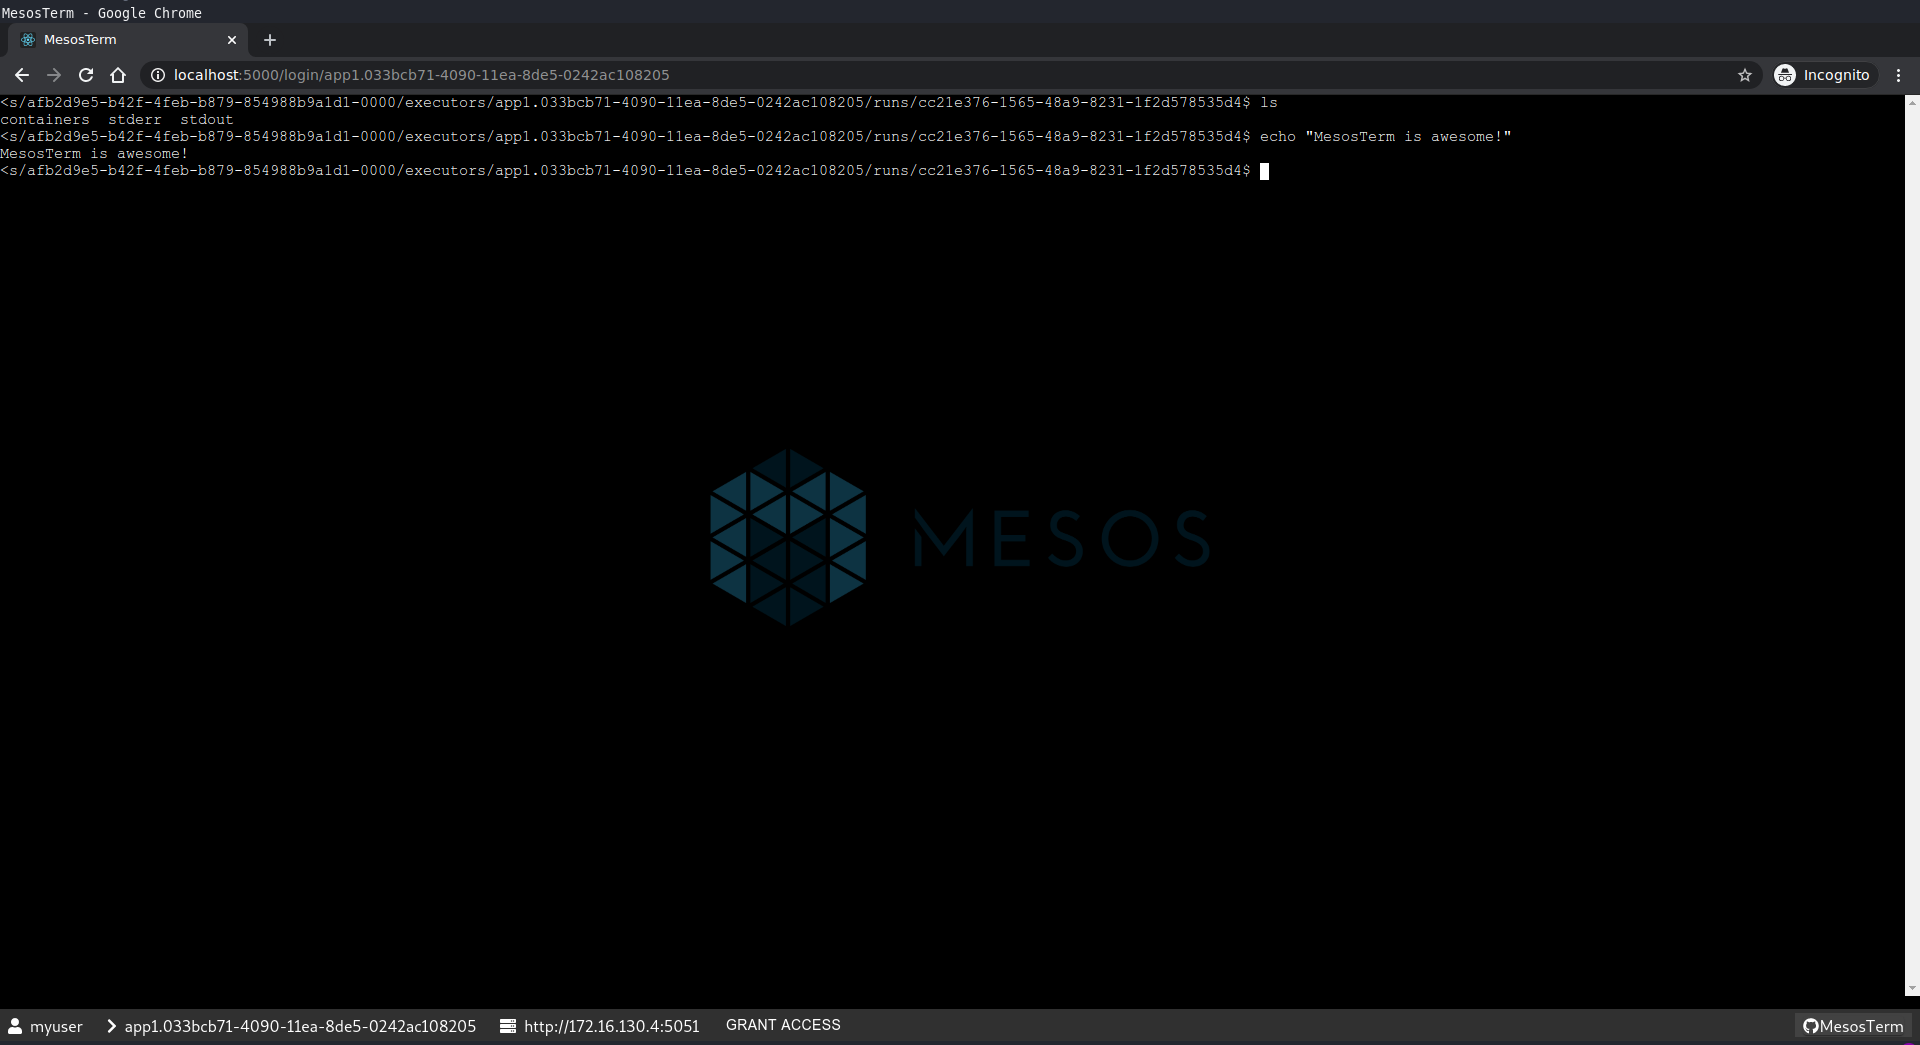 MesosTerm - Google Chrome
MesosTerm
localhost:5000/login/app1.033bcb71-4090-11ea-8de5-0242ac108205
Incognito
<s/afb2d9e5-b42f-4feb-b879-854988b9a1d1-0000/executors/app1.033bcb71-4090-11ea-8de5-0242ac108205/runs/cc21e376-1565-48a9-8231-1f2d578535d4$ ls
containers  stderr  stdout
<s/afb2d9e5-b42f-4feb-b879-854988b9a1d1-0000/executors/app1.033bcb71-4090-11ea-8de5-0242ac108205/runs/cc21e376-1565-48a9-8231-1f2d578535d4$ echo "MesosTerm is awesome!"
MesosTerm is awesome!
<s/afb2d9e5-b42f-4feb-b879-854988b9a1d1-0000/executors/app1.033bcb71-4090-11ea-8de5-0242ac108205/runs/cc21e376-1565-48a9-8231-1f2d578535d4$
MESOS
myuser
app1.033bcb71-4090-11ea-8de5-0242ac108205
http://172.16.130.4:5051
GRANT ACCESS
MesosTerm